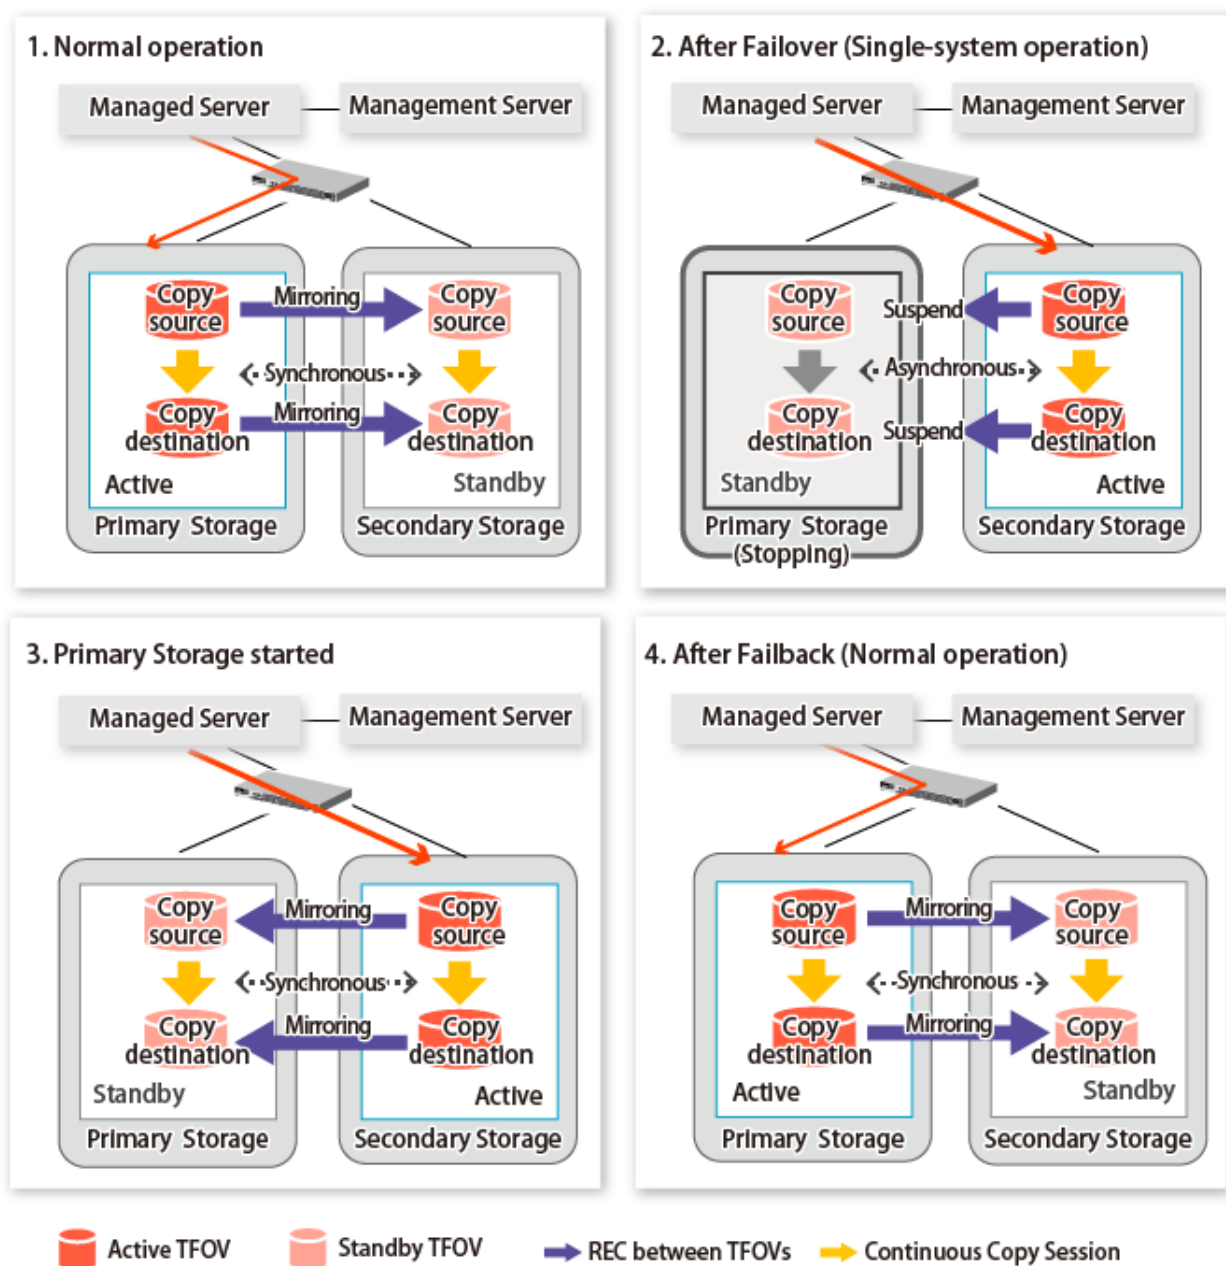 1. Normal operation
Managed Server
Management Server
Copy
source
Mirroring
Copy
source
Synchronous
Copy
destination
Mirroring
Copy
destination
Active
Standby
Primary Storage
Secondary Storage
2. After Failover (Single-system operation)
Managed Server
Management Server
Copy
source
Suspend
Copy
source
Asynchronous
Copy
destination
Suspend
Copy
destination
Standby
Active
Primary Storage
(Stopping)
Secondary Storage
3. Primary Storage started
Managed Server
Management Server
Copy
source
Mirroring
Copy
source
Synchronous
Copy
destination
Mirroring
Copy
destination
Standby
Active
Primary Storage
Secondary Storage
4. After Failback (Normal operation)
Managed Server
Management Server
Copy
source
Mirroring
Copy
source
Synchronous
Copy
destination
Mirroring
Copy
destination
Active
Standby
Primary Storage
Secondary Storage
Active TFOV
Standby TFOV
REC between TFOVs
Continuous Copy Session